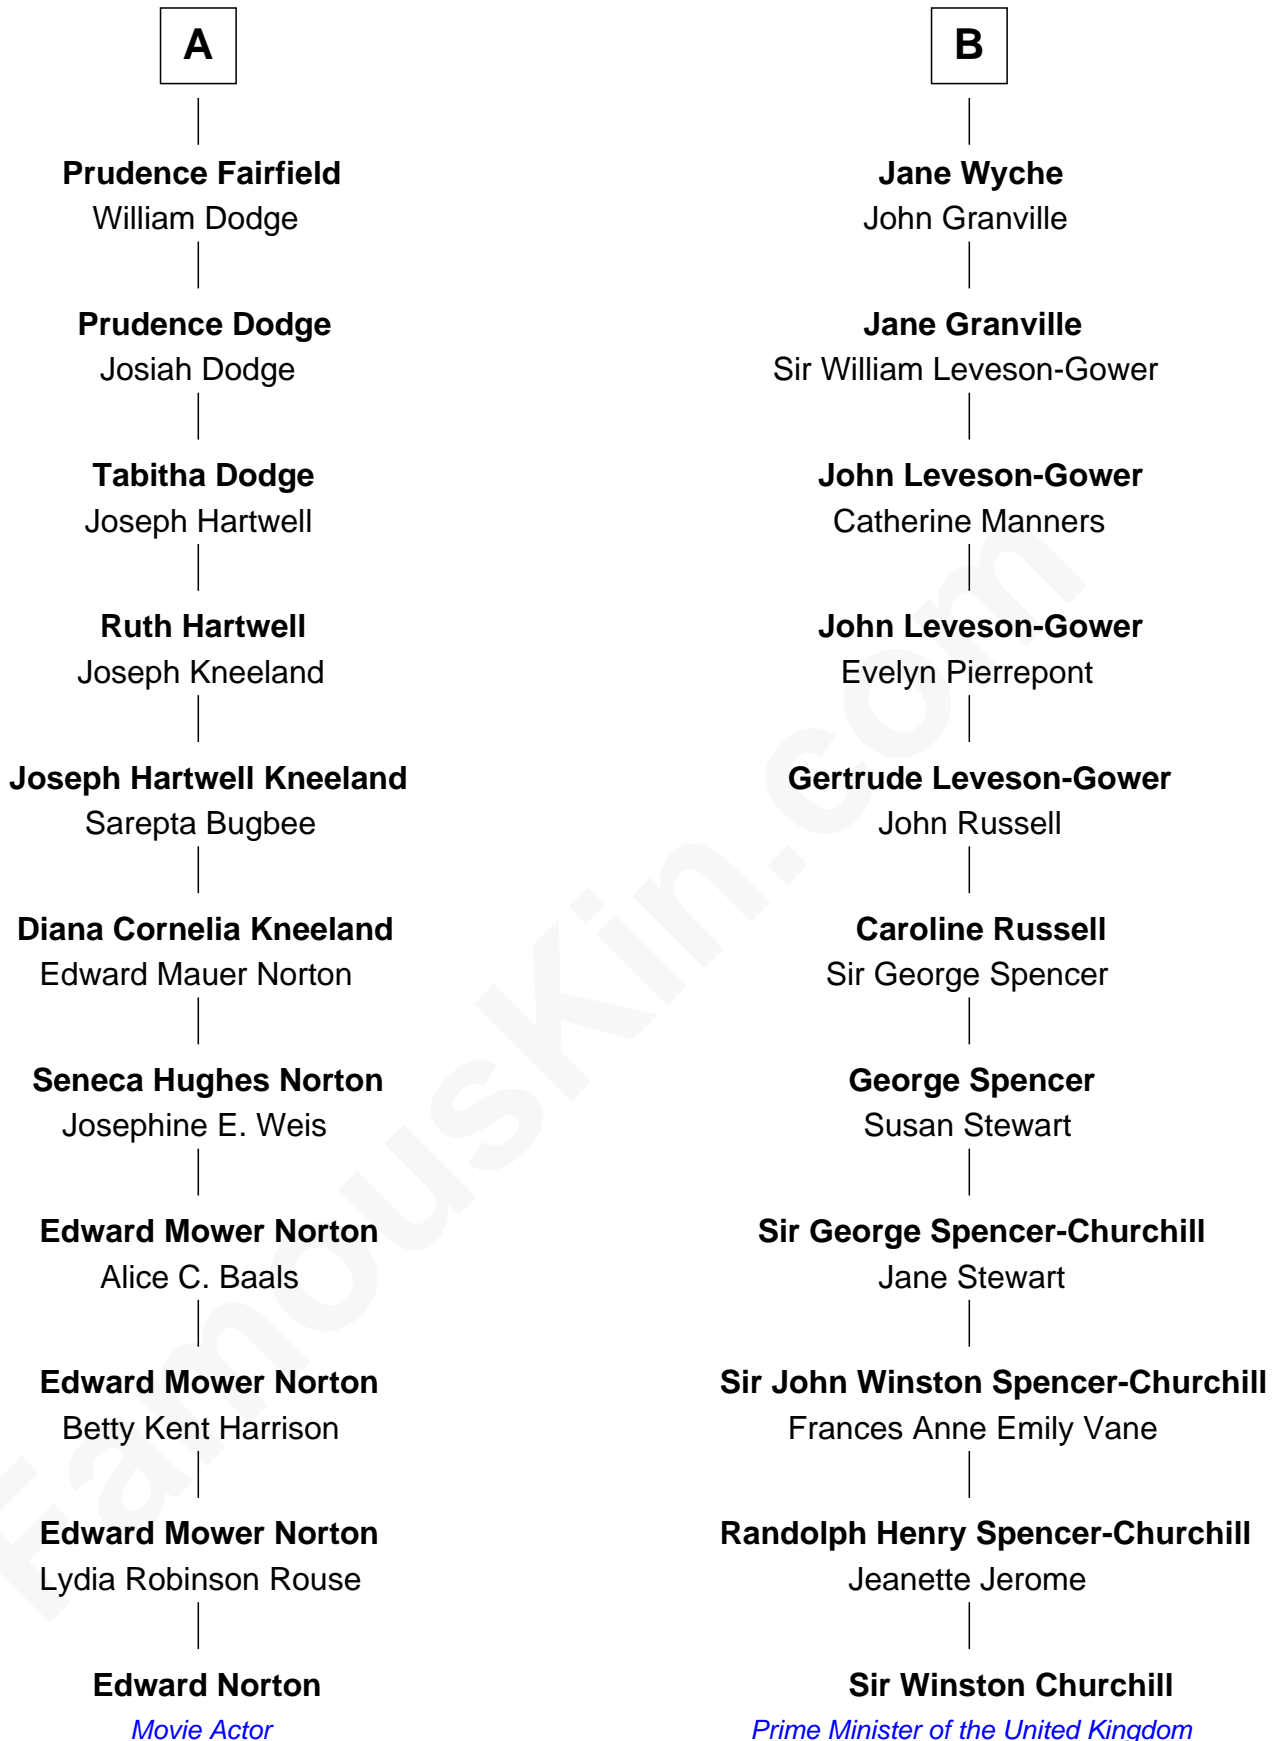 A
Prudence Fairfield
William Dodge
Prudence Dodge
Josiah Dodge
Tabitha Dodge
Joseph Hartwell
Ruth Hartwell
Joseph Kneeland
Joseph Hartwell Kneeland
Sarepta Bugbee
Diana Cornelia Kneeland
Edward Mauer Norton
Seneca Hughes Norton
Josephine E. Weis
Edward Mower Norton
Alice C. Baals
Edward Mower Norton
Betty Kent Harrison
Edward Mower Norton
Lydia Robinson Rouse
Edward Norton
Movie Actor
B
Jane Wyche
John Granville
Jane Granville
Sir William Leveson-Gower
John Leveson-Gower
Catherine Manners
John Leveson-Gower
Evelyn Pierrepont
Gertrude Leveson-Gower
John Russell
Caroline Russell
Sir George Spencer
George Spencer
Susan Stewart
Sir George Spencer-Churchill
Jane Stewart
Sir John Winston Spencer-Churchill
Frances Anne Emily Vane
Randolph Henry Spencer-Churchill
Jeanette Jerome
Sir Winston Churchill
Prime Minister of the United Kingdom
FamousKin.com